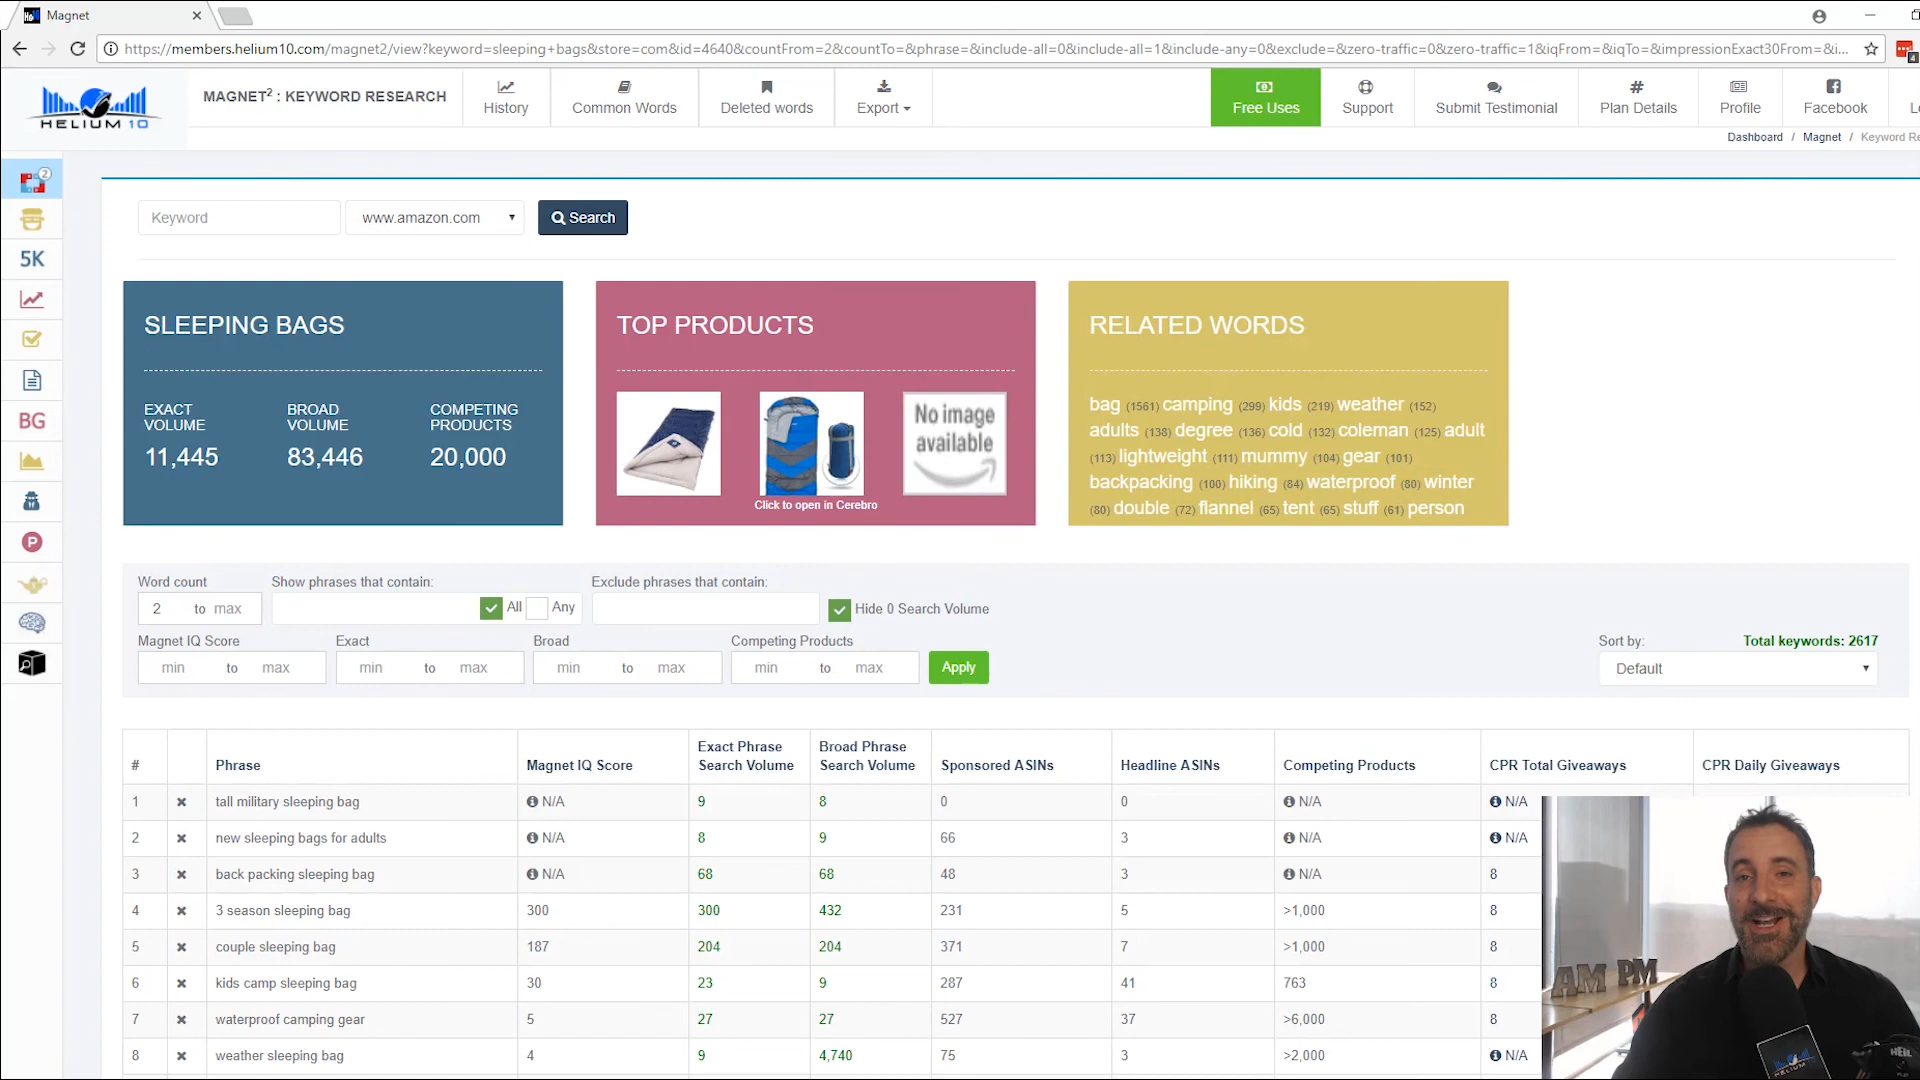 Magnet
https://members.helium10.com/magnet2/view?keyword=sleeping+bags&store=com&id=4640&countFrom=2&countTo=&phrase=&include-all=0&include-all=1&include-any=0&exclude=&zero-traffic=0&zero-traffic=1&iqFrom=&iqTo=&impressionExact30From=&i...
4
HELIUM 10
MAGNET² : KEYWORD RESEARCH
History
Common Words
Deleted words
Export
Free Uses
Support
Submit Testimonial
Plan Details
Profile
Facebook
Dashboard / Magnet / Keyword Re
2
5K
BG
P
Keyword
www.amazon.com
Search
SLEEPING BAGS
EXACT VOLUME
11,445
BROAD VOLUME
83,446
COMPETING PRODUCTS
20,000
TOP PRODUCTS
No image available
Click to open in Cerebro
RELATED WORDS
bag (1561) camping (299) kids (219) weather (152)
adults (138) degree (136) cold (132) coleman (125) adult
(113) lightweight (111) mummy (104) gear (101)
backpacking (100) hiking (84) waterproof (80) winter
(80) double (72) flannel (65) tent (65) stuff (61) person
Word count
2 to max
Show phrases that contain:
All Any
Exclude phrases that contain:
Hide 0 Search Volume
Magnet IQ Score
min to max
Exact
min to max
Broad
min to max
Competing Products
min to max
Apply
Sort by:
Default
Total keywords: 2617
# Phrase Magnet IQ Score Exact Phrase Search Volume Broad Phrase Search Volume Sponsored ASINs Headline ASINs Competing Products CPR Total Giveaways CPR Daily Giveaways
1 tall military sleeping bag N/A 9 8 0 0 N/A N/A
2 new sleeping bags for adults N/A 8 9 66 3 N/A N/A
3 back packing sleeping bag N/A 68 68 48 3 N/A 8
4 3 season sleeping bag 300 300 432 231 5 >1,000 8
5 couple sleeping bag 187 204 204 371 7 >1,000 8
6 kids camp sleeping bag 30 23 9 287 41 763 8
7 waterproof camping gear 5 27 27 527 37 >6,000 8
8 weather sleeping bag 4 9 4,740 75 3 >2,000 N/A
AM PM
HELIUM 10